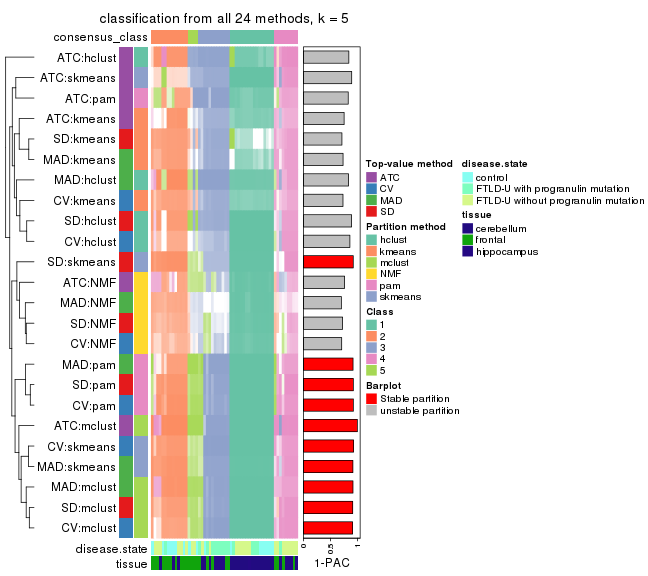 classification from all 24 methods, k = 5
consensus_class
ATC:hclust
ATC:skmeans
ATC:pam
ATC:kmeans
SD:kmeans
MAD:kmeans
MAD:hclust
CV:kmeans
SD:hclust
CV:hclust
SD:skmeans
ATC:NMF
MAD:NMF
SD:NMF
CV:NMF
MAD:pam
SD:pam
CV:pam
ATC:mclust
CV:skmeans
MAD:skmeans
MAD:mclust
SD:mclust
CV:mclust
disease.state
tissue
0 0.5 1
1-PAC
Top-value method
ATC
CV
MAD
SD
Partition method
hclust
kmeans
mclust
NMF
pam
skmeans
Class
1
2
3
4
5
Barplot
Stable partition
unstable partition
disease.state
control
FTLD-U with progranulin mutation
FTLD-U without progranulin mutation
tissue
cerebellum
frontal
hippocampus